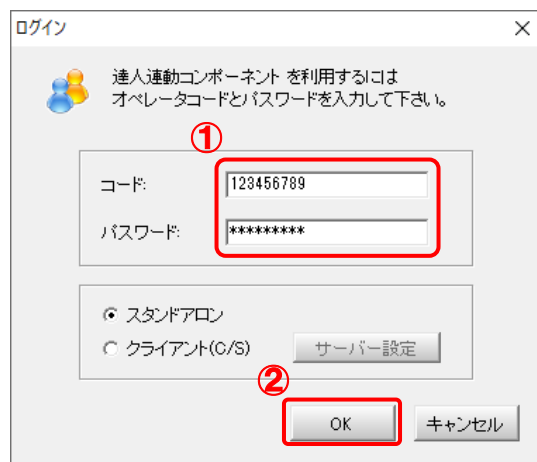 ログイン
達人連動コンポーネント を利用するには
オペレータコードとパスワードを入力して下さい。
①
コード: 123456789
パスワード: *********
スタンドアロン
クライアント(C/S) サーバー設定
②
OK キャンセル